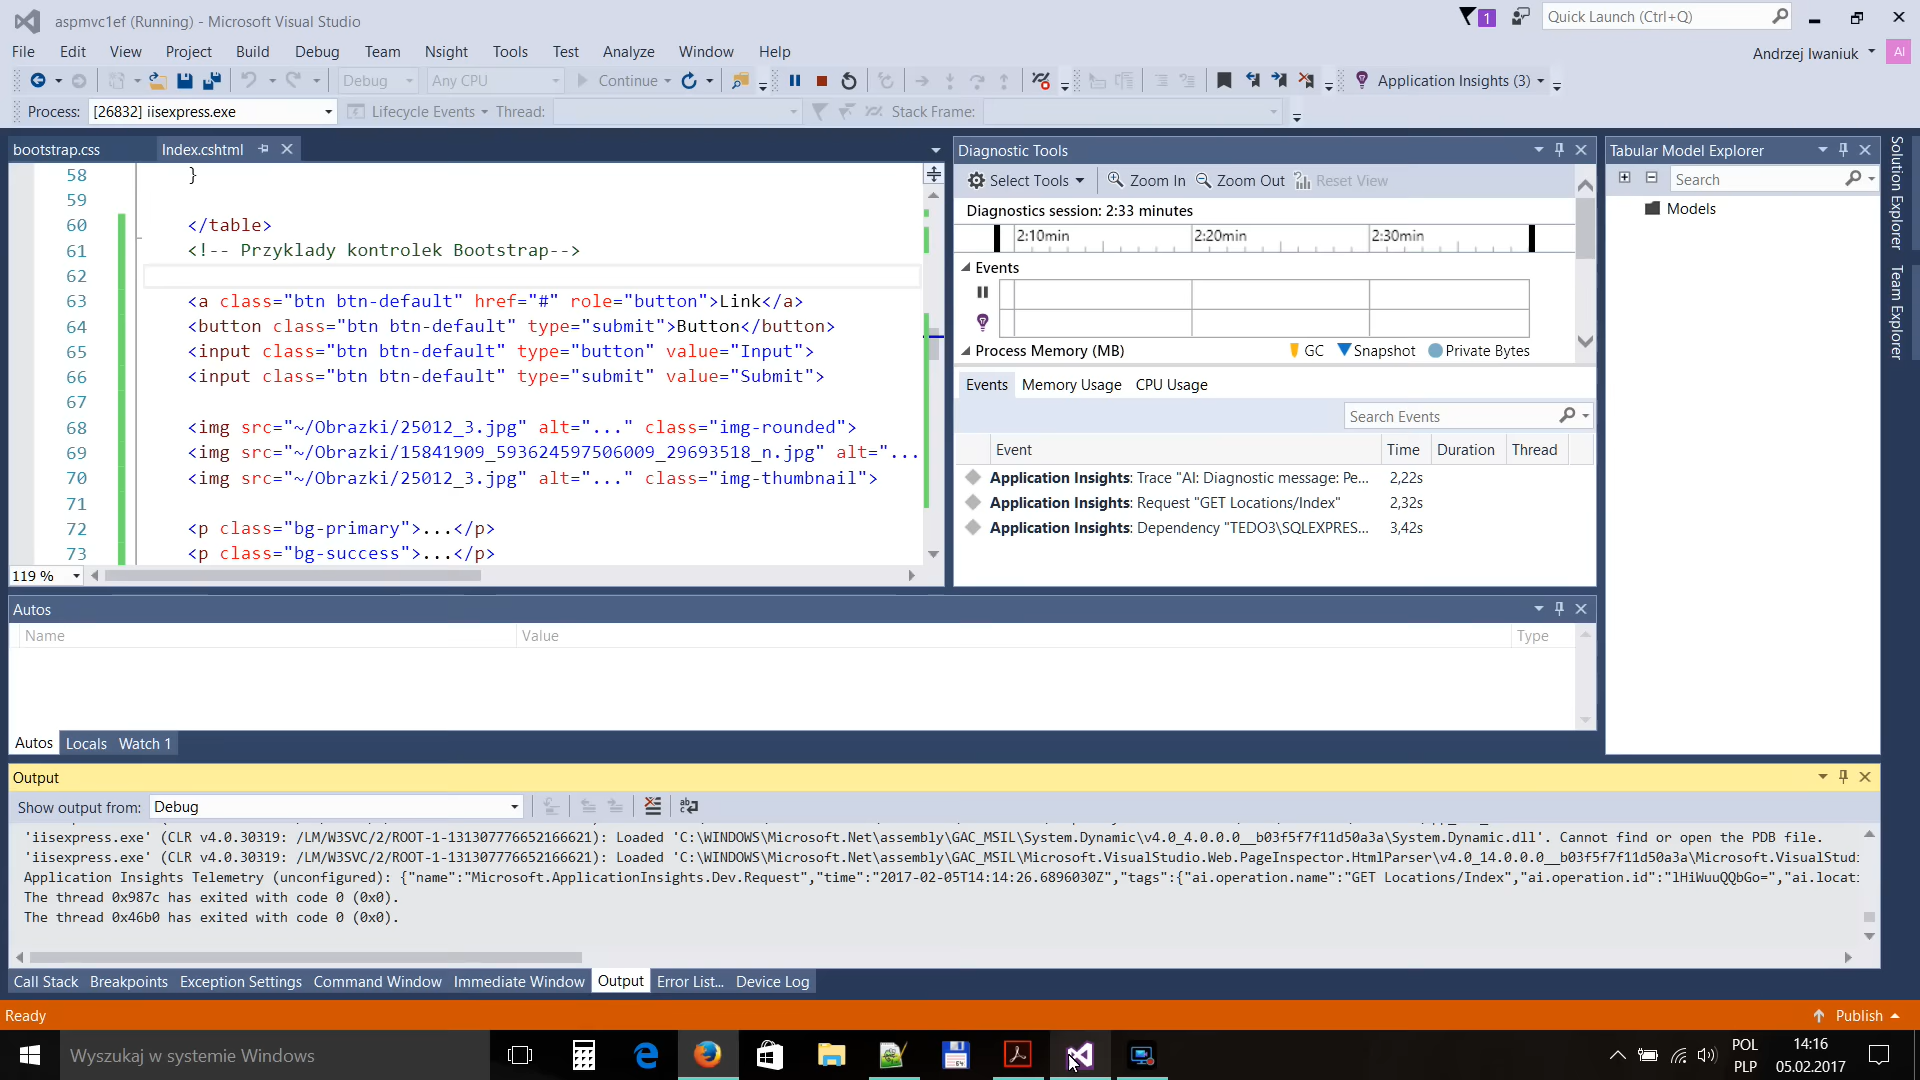 aspmvc1ef (Running) - Microsoft Visual Studio
1
Quick Launch (Ctrl+Q)
File Edit View Project Build Debug Team Nsight Tools Test Analyze Window Help
Andrzej Iwaniuk AI
Debug Any CPU Continue Application Insights (3)
Process: [26832] iisexpress.exe Lifecycle Events Thread: Stack Frame:
bootstrap.css Index.cshtml
58 }
59
60 </table>
61 <!-- Przyklady kontrolek Bootstrap-->
62
63 <a class="btn btn-default" href="#" role="button">Link</a>
64 <button class="btn btn-default" type="submit">Button</button>
65 <input class="btn btn-default" type="button" value="Input">
66 <input class="btn btn-default" type="submit" value="Submit">
67
68 <img src="~/Obrazki/25012_3.jpg" alt="..." class="img-rounded">
69 <img src="~/Obrazki/15841909_593624597506009_29693518_n.jpg" alt="...
70 <img src="~/Obrazki/25012_3.jpg" alt="..." class="img-thumbnail">
71
72 <p class="bg-primary">...</p>
73 <p class="bg-success">...</p>
119 %
Diagnostic Tools
Select Tools Zoom In Zoom Out Reset View
Diagnostics session: 2:33 minutes
2:10min 2:20min 2:30min
Events
Process Memory (MB) GC Snapshot Private Bytes
Events Memory Usage CPU Usage
Search Events
Event Time Duration Thread
Application Insights: Trace "AI: Diagnostic message: Pe... 2,22s
Application Insights: Request "GET Locations/Index" 2,32s
Application Insights: Dependency "TEDO3\SQLEXPRES... 3,42s
Tabular Model Explorer
Search
Models
Solution Explorer
Team Explorer
Autos
Name Value Type
Autos Locals Watch 1
Output
Show output from: Debug
'iisexpress.exe' (CLR v4.0.30319: /LM/W3SVC/2/ROOT-1-131307776652166621): Loaded 'C:\WINDOWS\Microsoft.Net\assembly\GAC_MSIL\System.Dynamic\v4.0_4.0.0.0__b03f5f7f11d50a3a\System.Dynamic.dll'. Cannot find or open the PDB file.
'iisexpress.exe' (CLR v4.0.30319: /LM/W3SVC/2/ROOT-1-131307776652166621): Loaded 'C:\WINDOWS\Microsoft.Net\assembly\GAC_MSIL\Microsoft.VisualStudio.Web.PageInspector.HtmlParser\v4.0_14.0.0.0__b03f5f7f11d50a3a\Microsoft.VisualStudi
Application Insights Telemetry (unconfigured): {"name":"Microsoft.ApplicationInsights.Dev.Request","time":"2017-02-05T14:14:26.6896030Z","tags":{"ai.operation.name":"GET Locations/Index","ai.operation.id":"lHiWuuQQbGo=","ai.locati
The thread 0x987c has exited with code 0 (0x0).
The thread 0x46b0 has exited with code 0 (0x0).
Call Stack Breakpoints Exception Settings Command Window Immediate Window Output Error List... Device Log
Ready Publish
Wyszukaj w systemie Windows
64
POL
PLP
14:16
05.02.2017